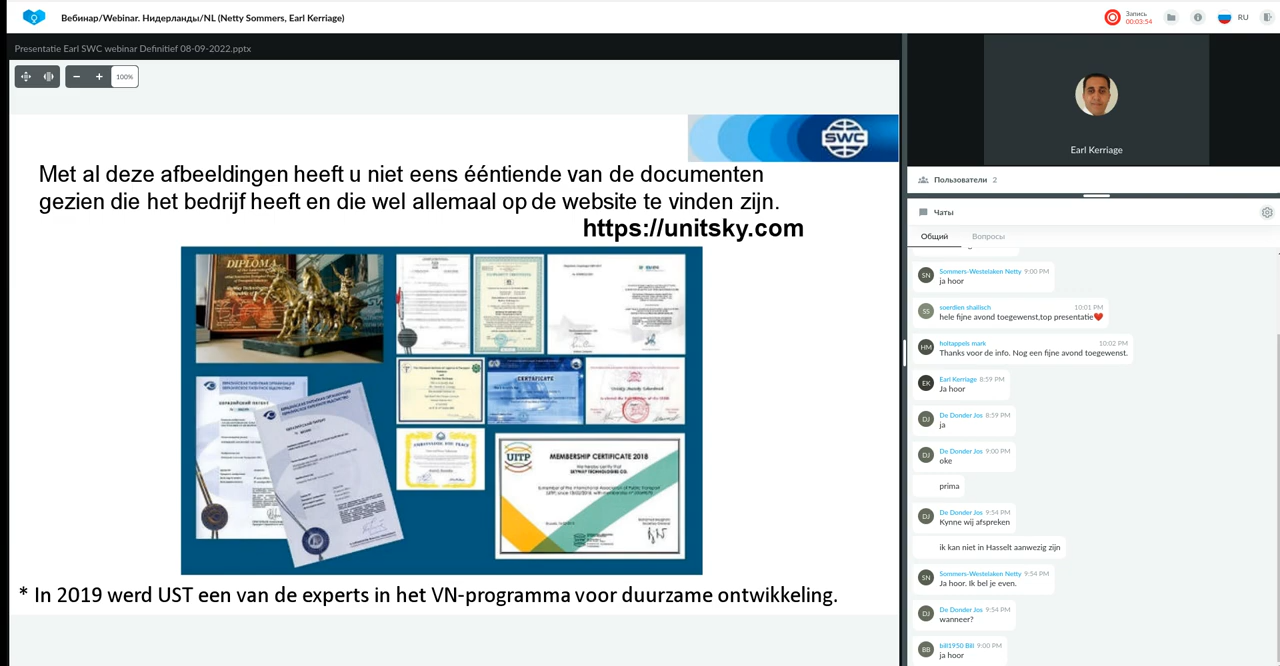 Вебинар/Webinar. Нидерланды/NL (Netty Sommers, Earl Kerriage)
Запись
00:03:54
RU
Presentatie Earl SWC webinar Definitief 08-09-2022.pptx
100%
SWC
Met al deze afbeeldingen heeft u niet eens ééntiende van de documenten
gezien die het bedrijf heeft en die wel allemaal op de website te vinden zijn.
https://unitsky.com
DIPLOMA
CERTIFICATE
UITP
MEMBERSHIP CERTIFICATE 2018
SKYWAY TECHNOLOGIES CO.
* In 2019 werd UST een van de experts in het VN-programma voor duurzame ontwikkeling.
Earl Kerriage
Пользователи 2
Чаты
Общий
Вопросы
SN
Sommers-Westelaken Netty 9:00 PM
ja hoor
SS
soerdien shallisch 10:01 PM
hele fijne avond toegewenst,top presentatie❤️
HM
holtappels mark 10:02 PM
Thanks voor de info. Nog een fijne avond toegewenst.
EK
Earl Kerriage 8:59 PM
Ja hoor
DJ
De Donder Jos 8:59 PM
ja
DJ
De Donder Jos 9:00 PM
oke
prima
DJ
De Donder Jos 9:54 PM
Kynne wij afspreken
ik kan niet in Hasselt aanwezig zijn
SN
Sommers-Westelaken Netty 9:54 PM
Ja hoor. Ik bel je even.
DJ
De Donder Jos 9:54 PM
wanneer?
BB
bill1950 Bill 9:00 PM
ja hoor